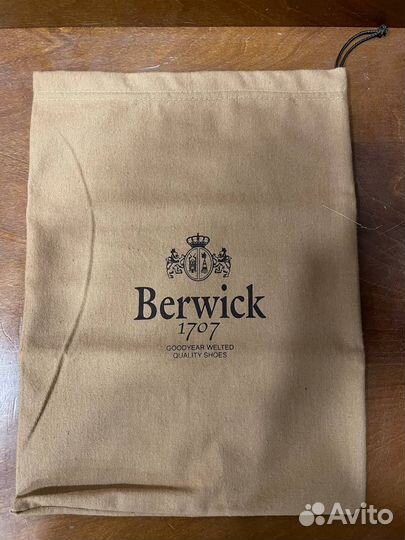 Berwick
1707
GOODYEAR WELTED
QUALITY SHOES
Avito